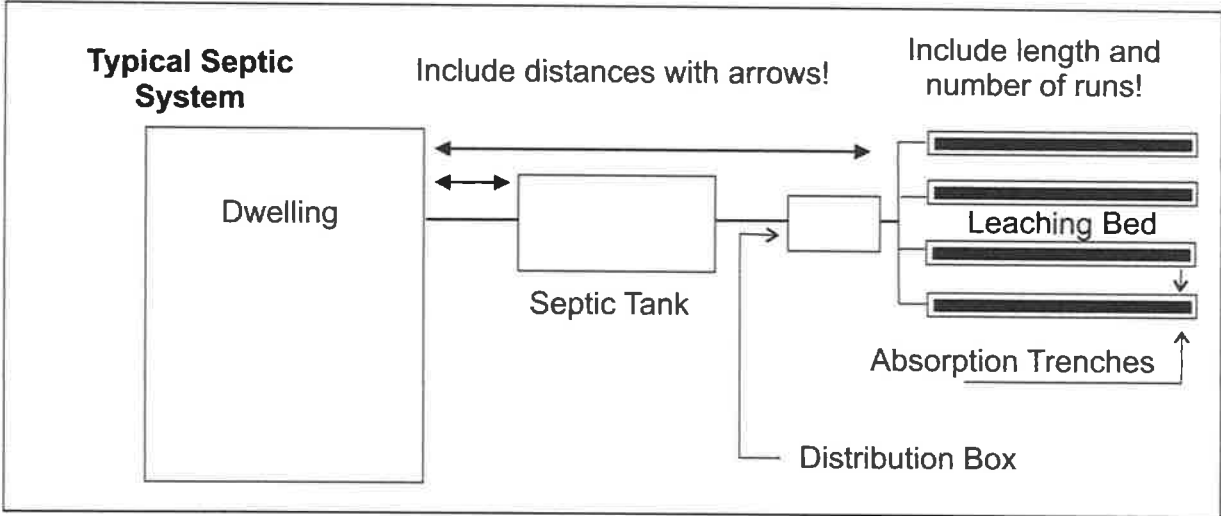 Typical Septic
System
Include distances with arrows!
Include length and
number of runs!
Dwelling
Leaching Bed
Septic Tank
Absorption Trenches
Distribution Box